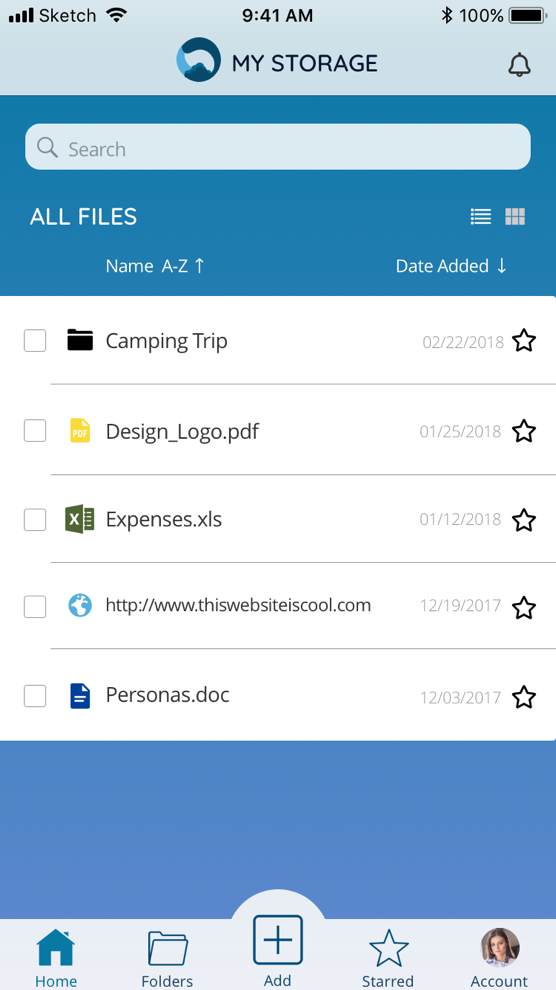 Sketch 9:41 AM 100%
MY STORAGE
Search
ALL FILES
Name A-Z ↑ Date Added ↓
Camping Trip 02/22/2018
PDF Design_Logo.pdf 01/25/2018
X Expenses.xls 01/12/2018
http://www.thiswebsiteiscool.com 12/19/2017
Personas.doc 12/03/2017
Home Folders Add Starred Account